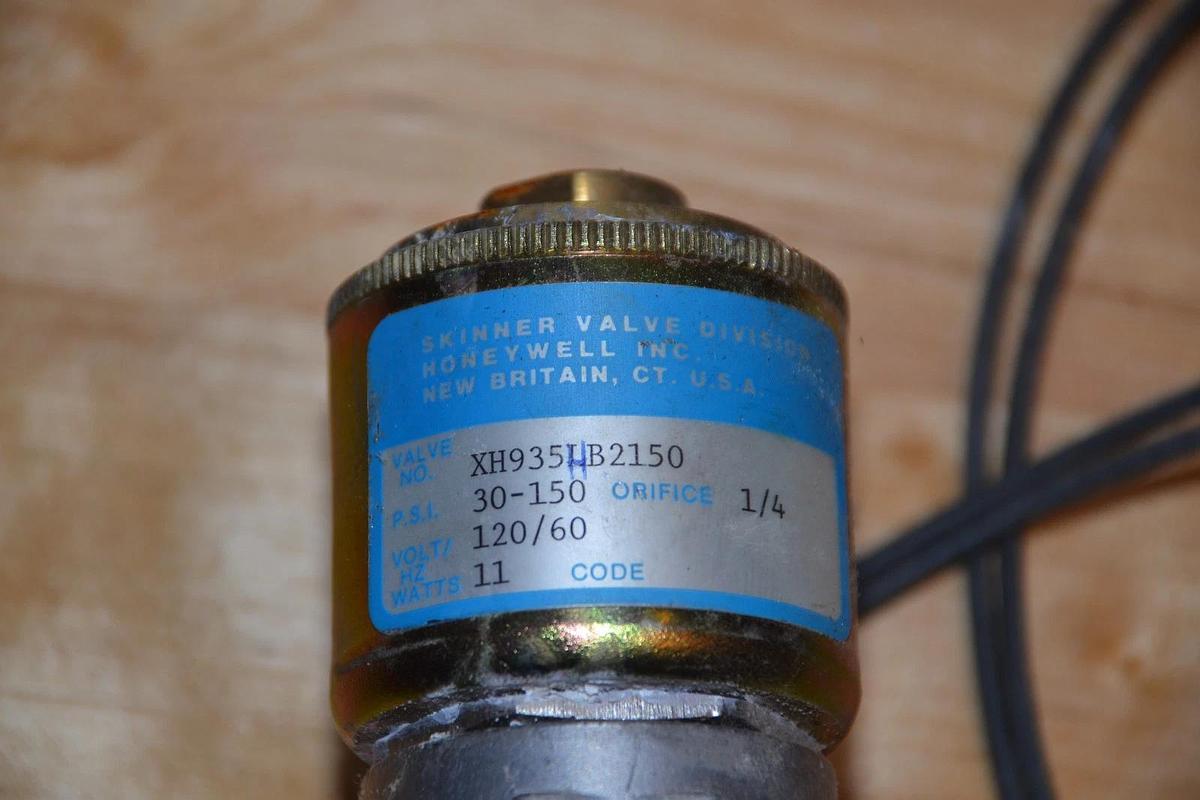 SKINNER VALVE DIVISION
HONEYWELL INC.
NEW BRITAIN, CT. U.S.A.
VALVE NO. XH935HB2150
P.S.I. 30-150 ORIFICE 1/4
VOLT/HZ 120/60
WATTS 11 CODE